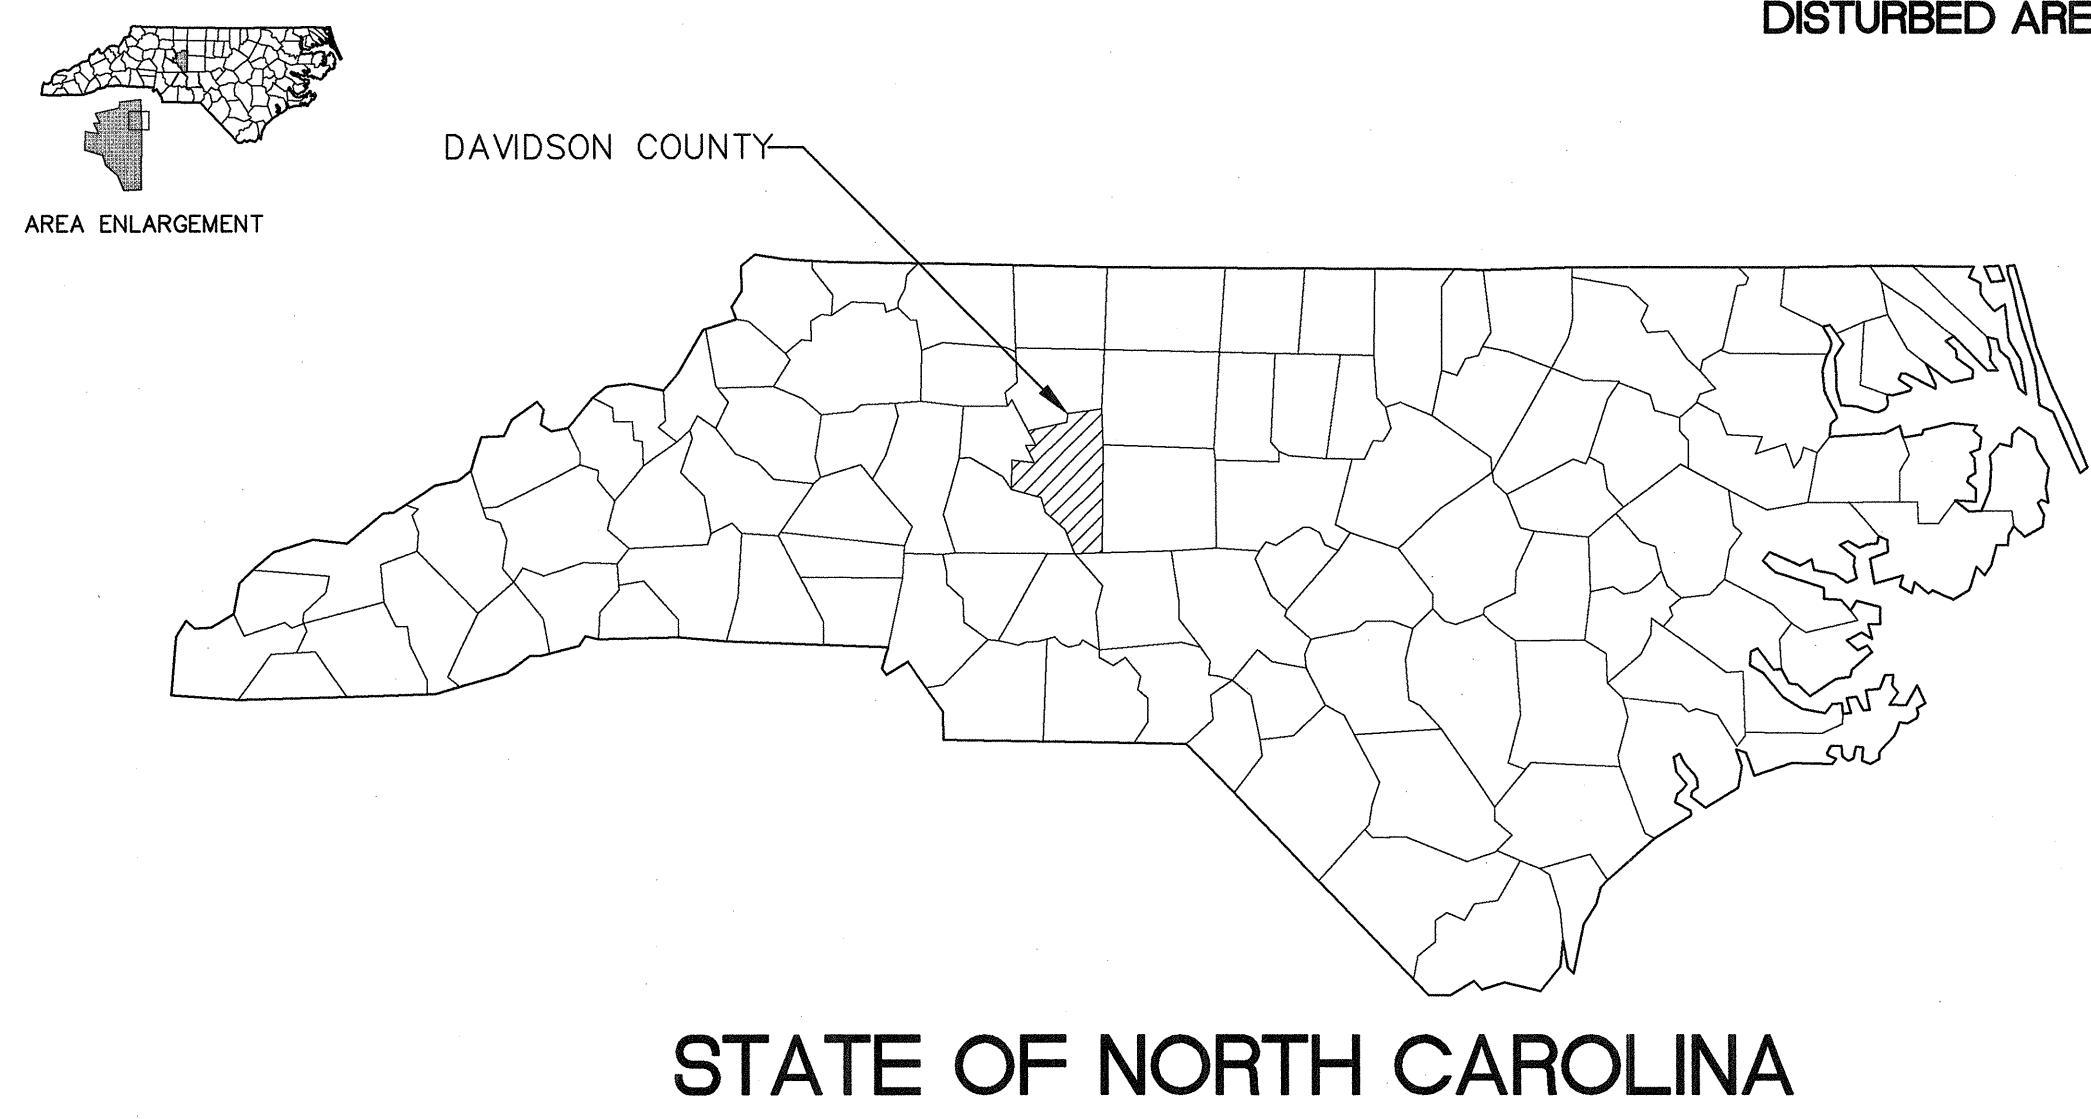 DISTURBED ARE
DAVIDSON COUNTY
AREA ENLARGEMENT
STATE OF NORTH CAROLINA